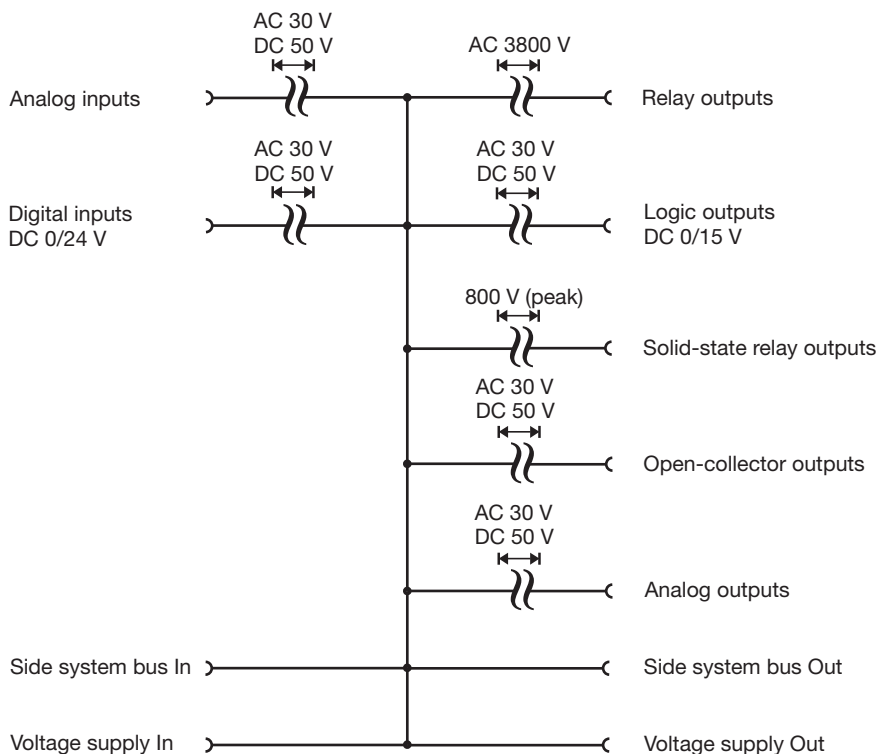 AC 30 V
DC 50 V
AC 3800 V
Analog inputs
Relay outputs
AC 30 V
DC 50 V
AC 30 V
DC 50 V
Digital inputs
DC 0/24 V
Logic outputs
DC 0/15 V
800 V (peak)
Solid-state relay outputs
AC 30 V
DC 50 V
Open-collector outputs
AC 30 V
DC 50 V
Analog outputs
Side system bus In
Side system bus Out
Voltage supply In
Voltage supply Out